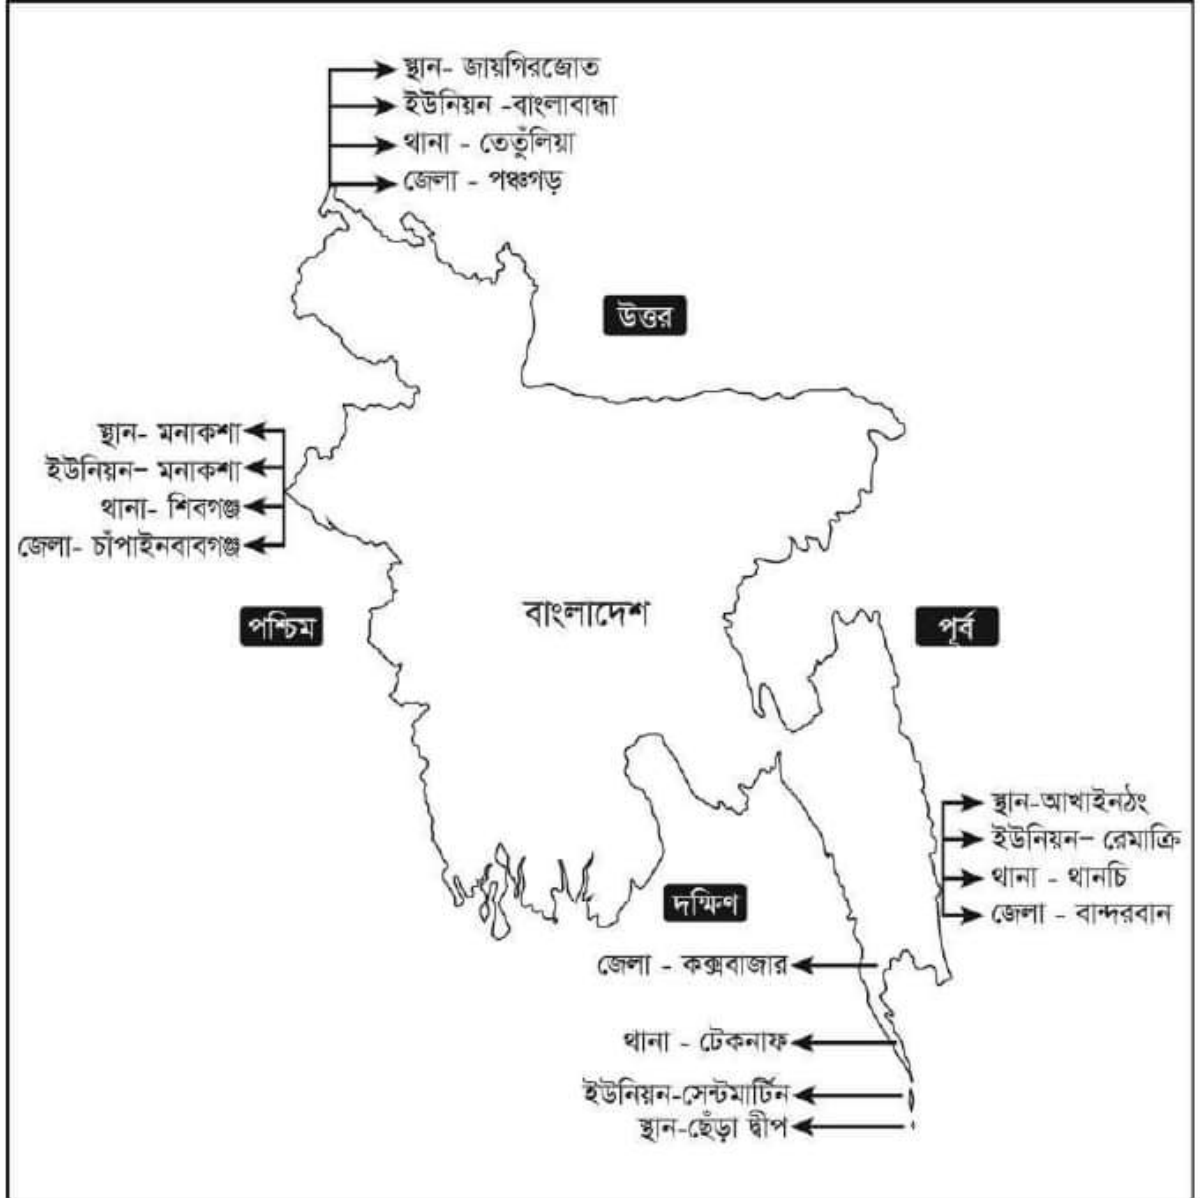 স্থান- জায়গিরজোত
ইউনিয়ন -বাংলাবান্ধা
থানা - তেতুঁলিয়া
জেলা - পঞ্চগড়
উত্তর
স্থান- মনাকশা
ইউনিয়ন- মনাকশা
থানা- শিবগঞ্জ
জেলা- চাঁপাইনবাবগঞ্জ
পশ্চিম
বাংলাদেশ
পূর্ব
স্থান-আখাইনঠং
ইউনিয়ন- রেমাক্রি
থানা - থানচি
জেলা - বান্দরবান
দক্ষিণ
জেলা - কক্সবাজার
থানা - টেকনাফ
ইউনিয়ন-সেন্টমার্টিন
স্থান-ছেঁড়া দ্বীপ